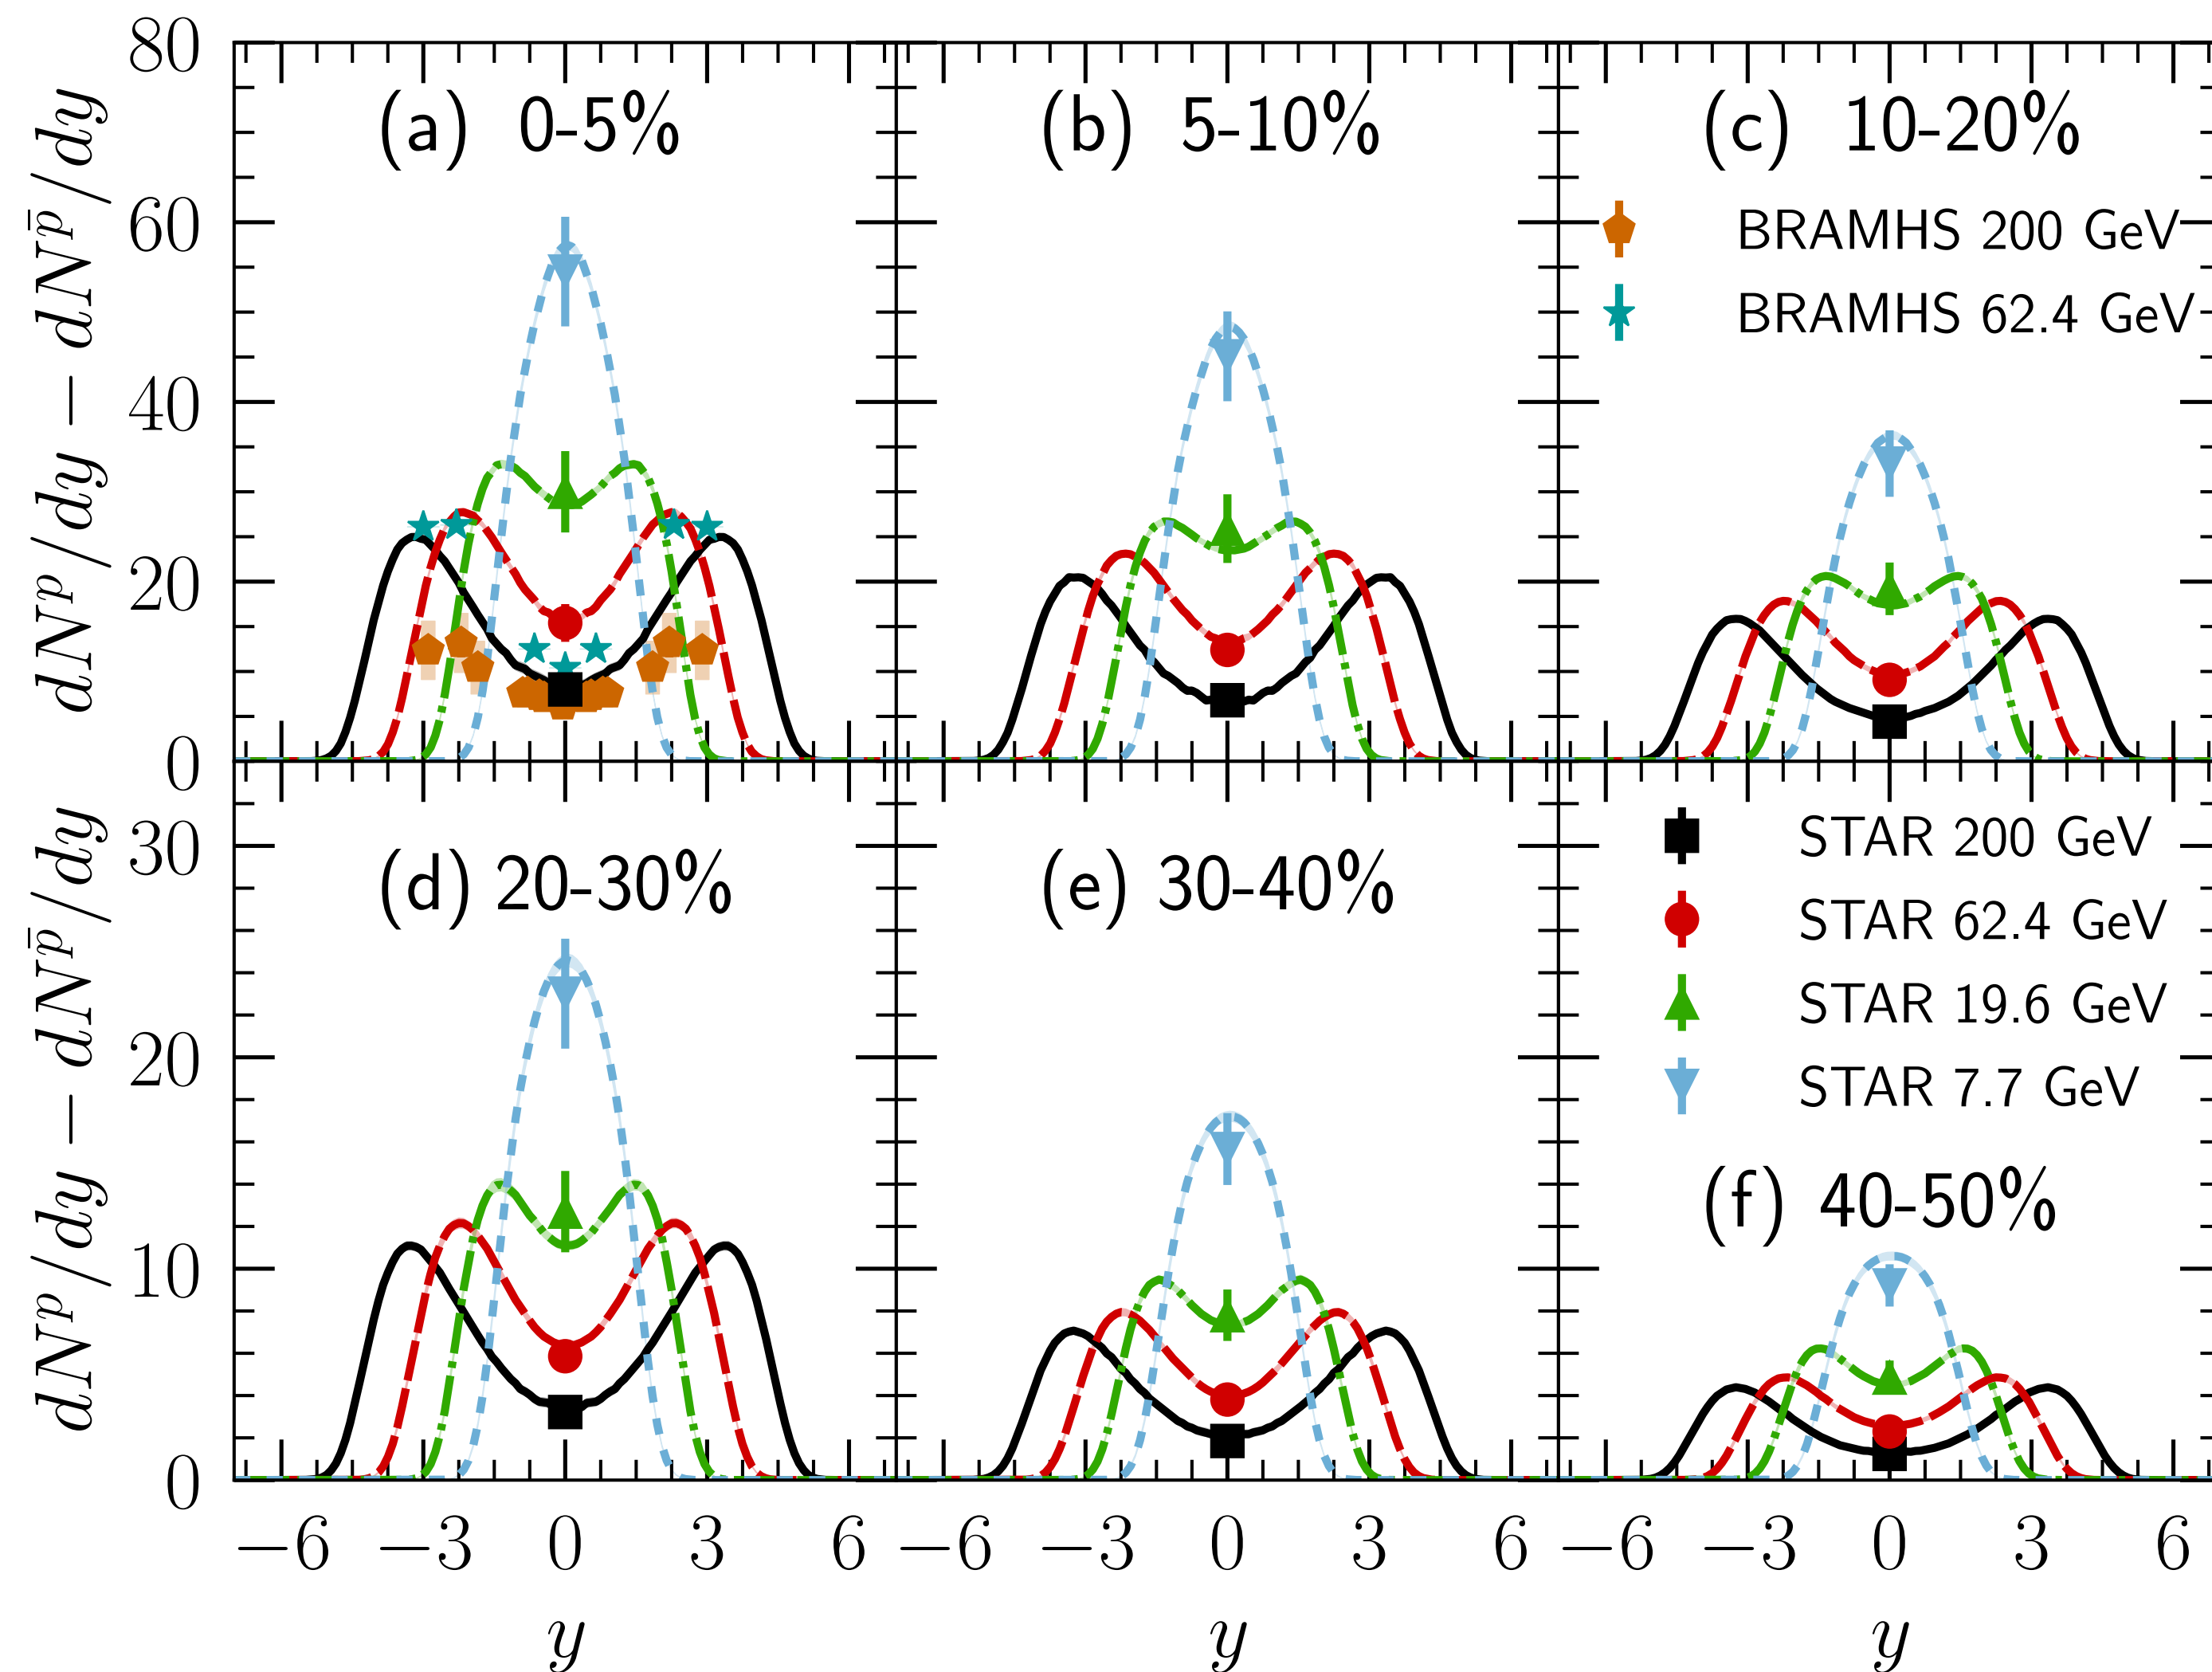 (a) 0-5%
(b) 5-10%
(c) 10-20%
BRAMHS 200 GeV
BRAMHS 62.4 GeV
80
60
40
20
0
dNᵖ/dy − dNᵖ̄/dy
(d) 20-30%
(e) 30-40%
STAR 200 GeV
STAR 62.4 GeV
STAR 19.6 GeV
STAR 7.7 GeV
(f) 40-50%
30
20
10
0
dNᵖ/dy − dNᵖ̄/dy
−6 −3 0 3 6 −6 −3 0 3 6 −6 −3 0 3 6
y y y